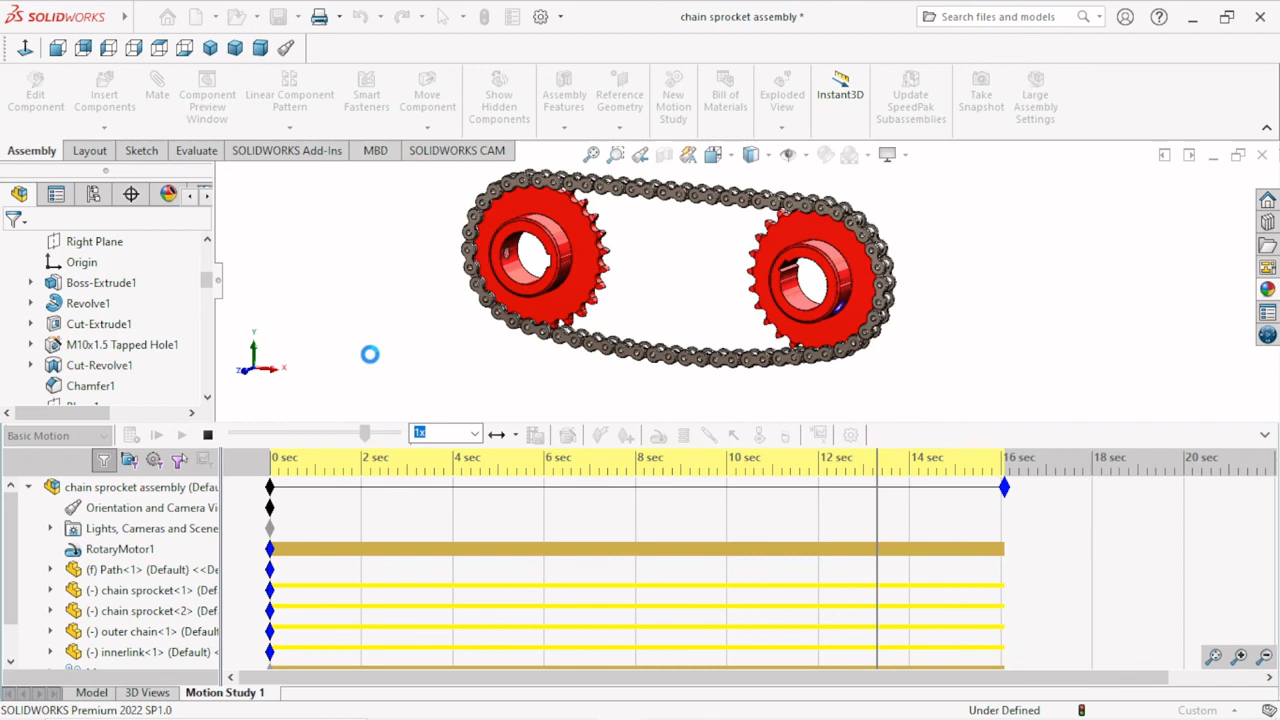 SOLIDWORKS
chain sprocket assembly *
Search files and models
Edit Component
Insert Components
Mate
Component Preview Window
Linear Component Pattern
Smart Fasteners
Move Component
Show Hidden Components
Assembly Features
Reference Geometry
New Motion Study
Bill of Materials
Exploded View
Instant3D
Update SpeedPak Subassemblies
Take Snapshot
Large Assembly Settings
Assembly
Layout
Sketch
Evaluate
SOLIDWORKS Add-Ins
MBD
SOLIDWORKS CAM
Right Plane
Origin
Boss-Extrude1
Revolve1
Cut-Extrude1
M10x1.5 Tapped Hole1
Cut-Revolve1
Chamfer1
Y
X
Z
Basic Motion
1x
0 sec
2 sec
4 sec
6 sec
8 sec
10 sec
12 sec
14 sec
16 sec
18 sec
20 sec
chain sprocket assembly (Defau
Orientation and Camera Vi
Lights, Cameras and Scene
RotaryMotor1
(f) Path<1> (Default) <<De
(-) chain sprocket<1> (Def
(-) chain sprocket<2> (Def
(-) outer chain<1> (Default
(-) innerlink<1> (Default) <
Model
3D Views
Motion Study 1
SOLIDWORKS Premium 2022 SP1.0
Under Defined
Custom